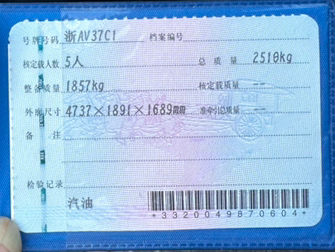 号牌号码 浙AV37C1 档案编号
核定载人数 5人 总质量 2510kg
整备质量 1857kg 核定载质量 --
外廓尺寸 4737×1891×1689mm 准牵引总质量 --
备注
检验记录
汽油
*3320049870604*